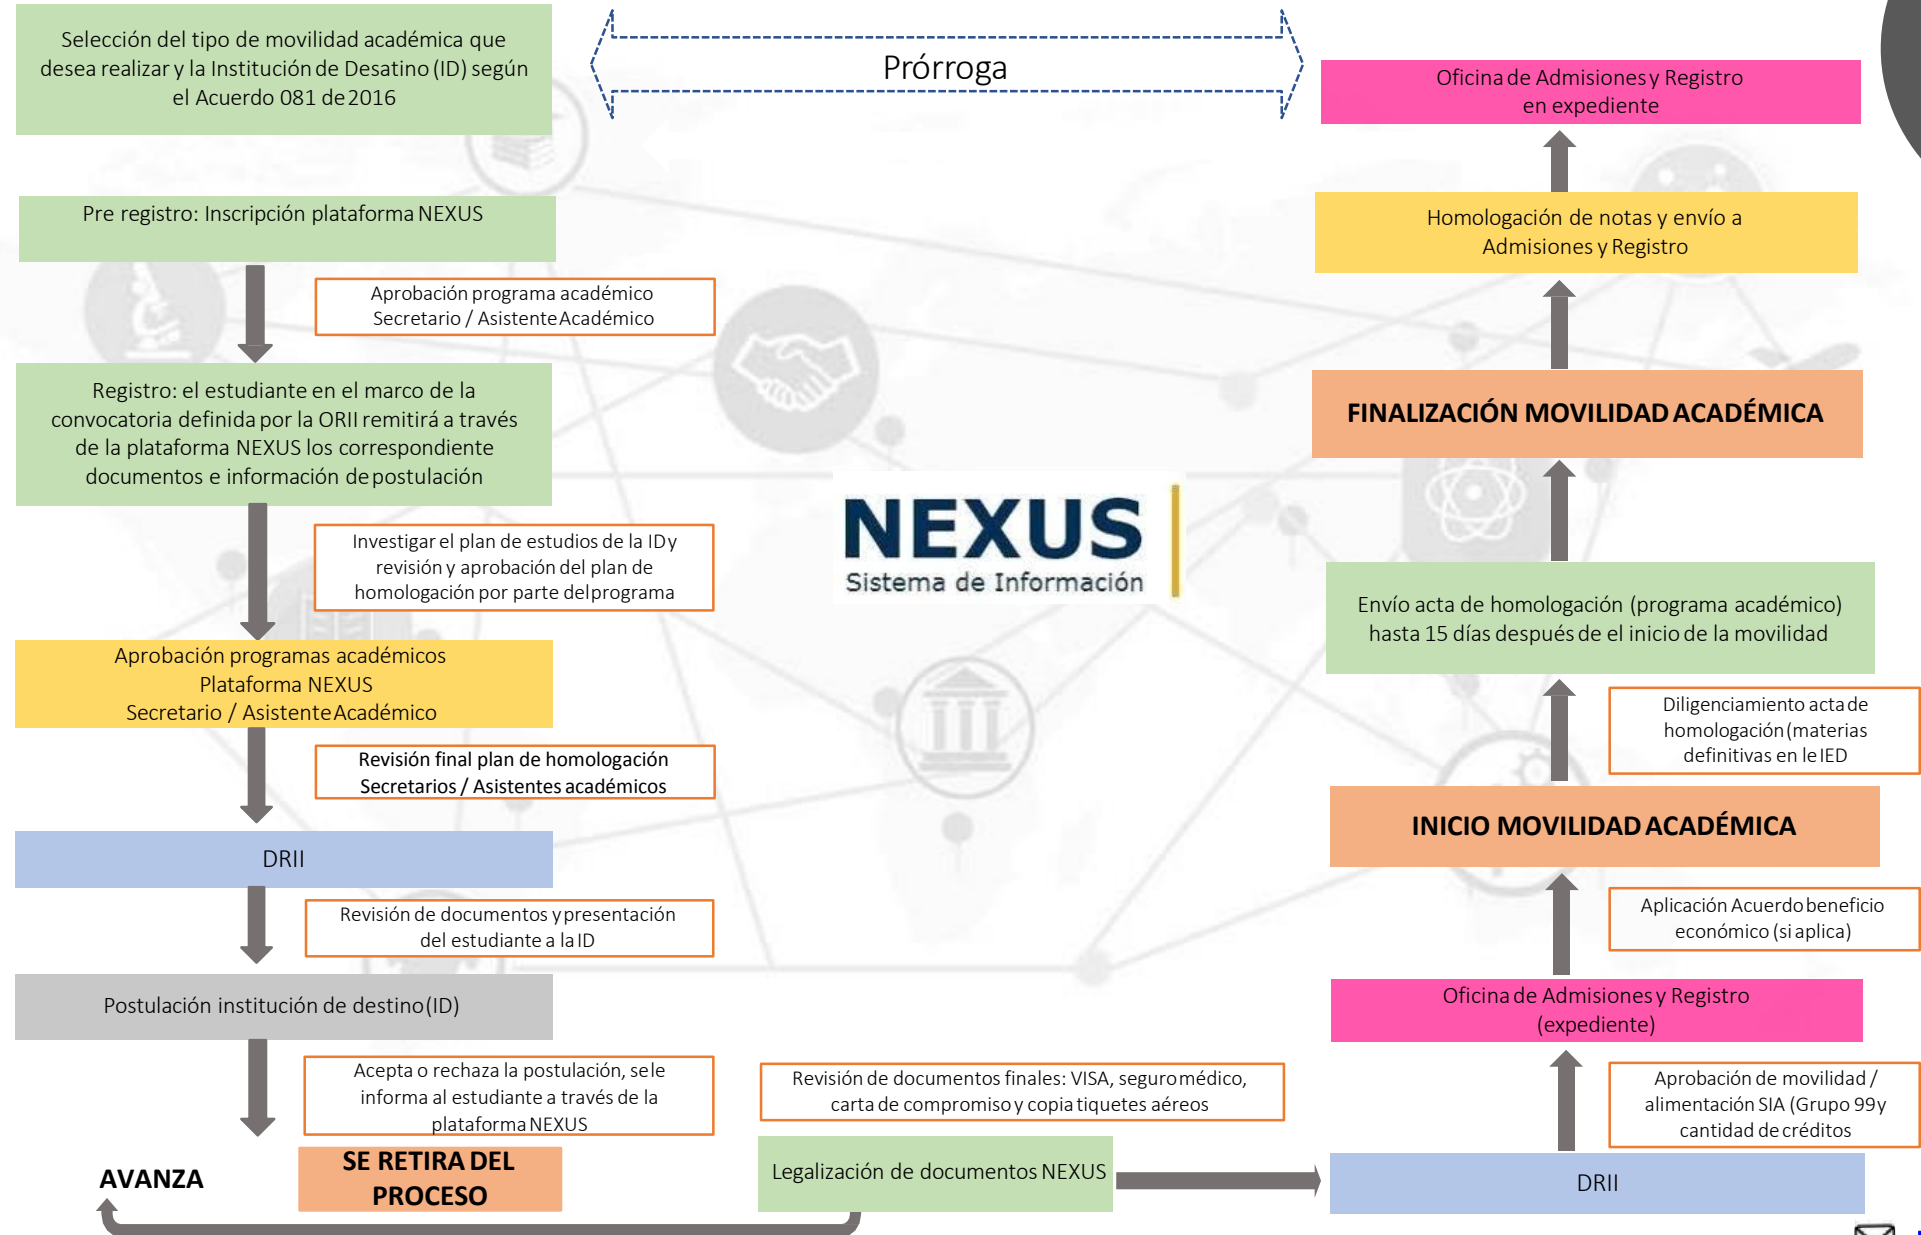 Selección del tipo de movilidad académica que
desea realizar y la Institución de Desatino (ID) según
el Acuerdo 081 de 2016
Prórroga
Pre registro: Inscripción plataforma NEXUS
Aprobación programa académico
Secretario / Asistente Académico
Registro: el estudiante en el marco de la
convocatoria definida por la ORII remitirá a través
de la plataforma NEXUS los correspondiente
documentos e información de postulación
Investigar el plan de estudios de la ID y
revisión y aprobación del plan de
homologación por parte del programa
Aprobación programas académicos
Plataforma NEXUS
Secretario / Asistente Académico
Revisión final plan de homologación
Secretarios / Asistentes académicos
DRII
Revisión de documentos y presentación
del estudiante a la ID
Postulación institución de destino (ID)
Acepta o rechaza la postulación, se le
informa al estudiante a través de la
plataforma NEXUS
AVANZA
SE RETIRA DEL
PROCESO
NEXUS
Sistema de Información
Revisión de documentos finales: VISA, seguro médico,
carta de compromiso y copia tiquetes aéreos
Legalización de documentos NEXUS
DRII
Aprobación de movilidad /
alimentación SIA (Grupo 99 y
cantidad de créditos
Oficina de Admisiones y Registro
(expediente)
Aplicación Acuerdo beneficio
económico (si aplica)
INICIO MOVILIDAD ACADÉMICA
Diligenciamiento acta de
homologación (materias
definitivas en le IED
Envío acta de homologación (programa académico)
hasta 15 días después de el inicio de la movilidad
FINALIZACIÓN MOVILIDAD ACADÉMICA
Homologación de notas y envío a
Admisiones y Registro
Oficina de Admisiones y Registro
en expediente